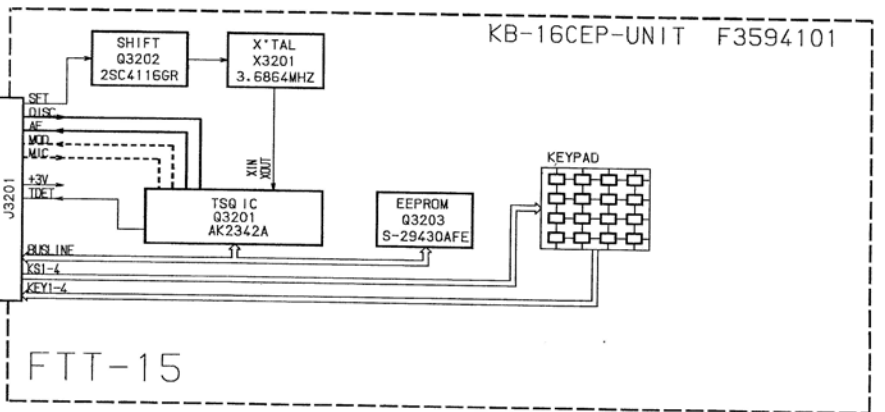 KB-16CEP-UNIT F3594101
SHIFT
Q3202
2SC4116GR
X'TAL
X3201
3.6864MHZ
SFT
DISC
AF
MOD
MIC
+3V
TDET
J3201
XIN
XOUT
TSQ IC
Q3201
AK2342A
EEPROM
Q3203
S-29430AFE
KEYPAD
BUSLINE
KS1-4
KEY1-4
FTT-15